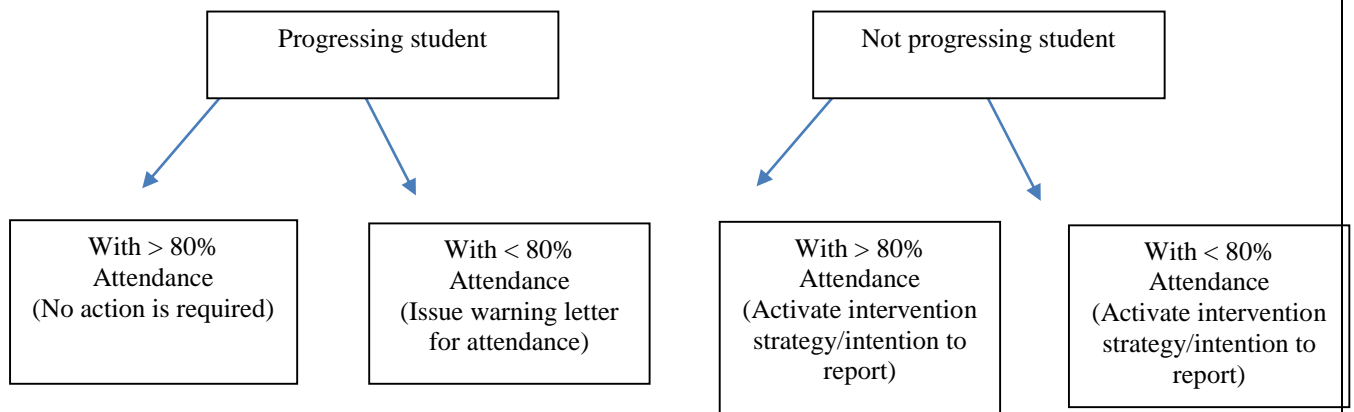 Progressing student
Not progressing student
With > 80%
Attendance
(No action is required)
With < 80%
Attendance
(Issue warning letter
for attendance)
With > 80%
Attendance
(Activate intervention
strategy/intention to
report)
With < 80%
Attendance
(Activate intervention
strategy/intention to
report)